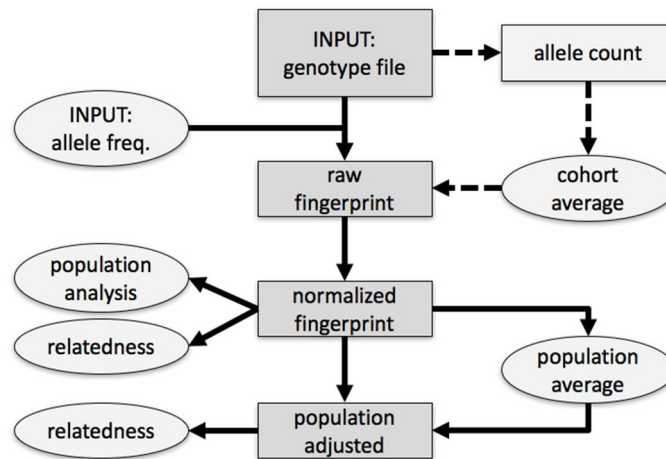 INPUT:
genotype file
allele count
INPUT:
allele freq.
raw
fingerprint
cohort
average
population
analysis
normalized
fingerprint
relatedness
population
average
relatedness
population
adjusted